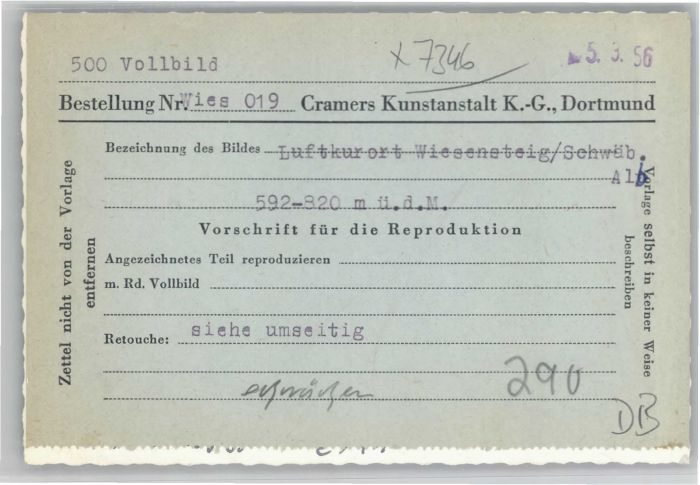 500 Vollbild
x 7346
5. 3. 56
Bestellung Nr. Wies 019 Cramers Kunstanstalt K.-G., Dortmund
Bezeichnung des Bildes Luftkurort Wiesensteig/Schwäb.
Alb
592-820 m ü.d.M.
Vorschrift für die Reproduktion
Angezeichnetes Teil reproduzieren
m. Rd. Vollbild
Retouche: siehe umseitig
290
DB
Zettel nicht von der Vorlage
entfernen
Vorlage selbst in keiner Weise
beschreiben